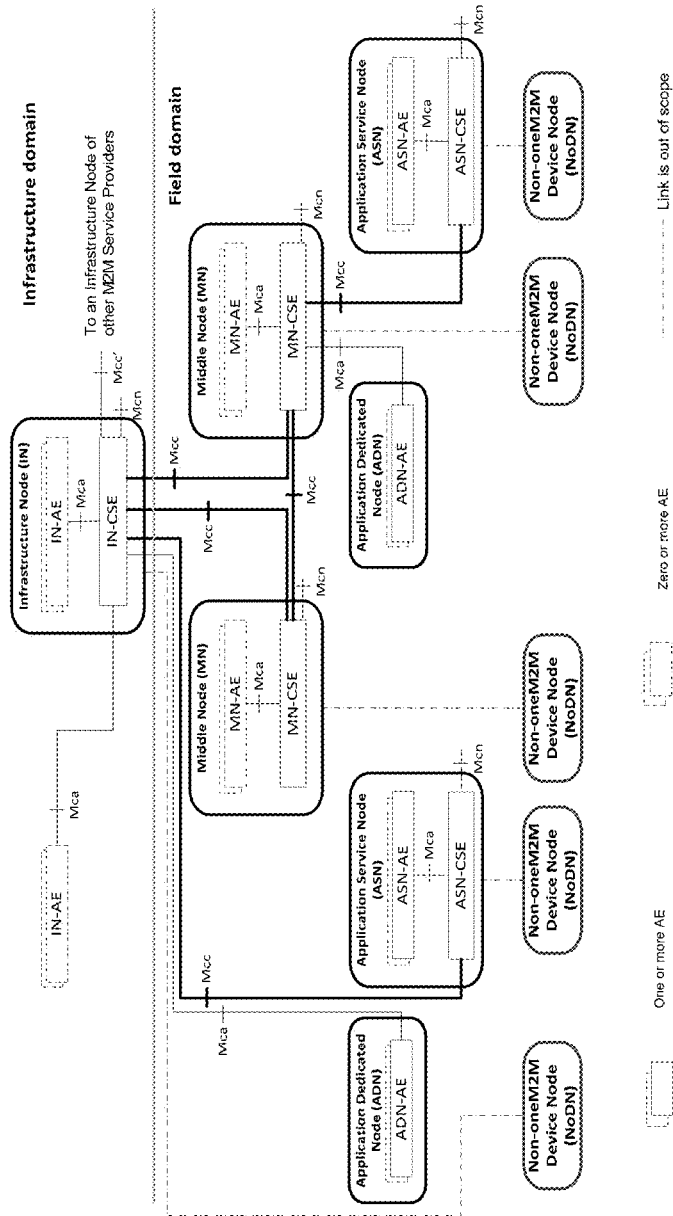 Infrastructure domain
To an Infrastructure Node of
other M2M Service Providers
Infrastructure Node (IN)
IN-AE
Mca
IN-CSE
Mcc'
Mcn
IN-AE
Mca
Field domain
Mcc
Mcc
Mcc
Mcc
Mca
Middle Node (MN)
MN-AE
Mca
MN-CSE
Mcn
Middle Node (MN)
MN-AE
Mca
MN-CSE
Mcn
Mcc
Mca
Application Dedicated
Node (ADN)
ADN-AE
Application Service Node
(ASN)
ASN-AE
Mca
ASN-CSE
Mcn
Application Dedicated
Node (ADN)
ADN-AE
Application Service Node
(ASN)
ASN-AE
Mca
ASN-CSE
Mcn
Non-oneM2M
Device Node
(NoDN)
Non-oneM2M
Device Node
(NoDN)
Non-oneM2M
Device Node
(NoDN)
Non-oneM2M
Device Node
(NoDN)
Non-oneM2M
Device Node
(NoDN)
One or more AE
Zero or more AE
Link is out of scope